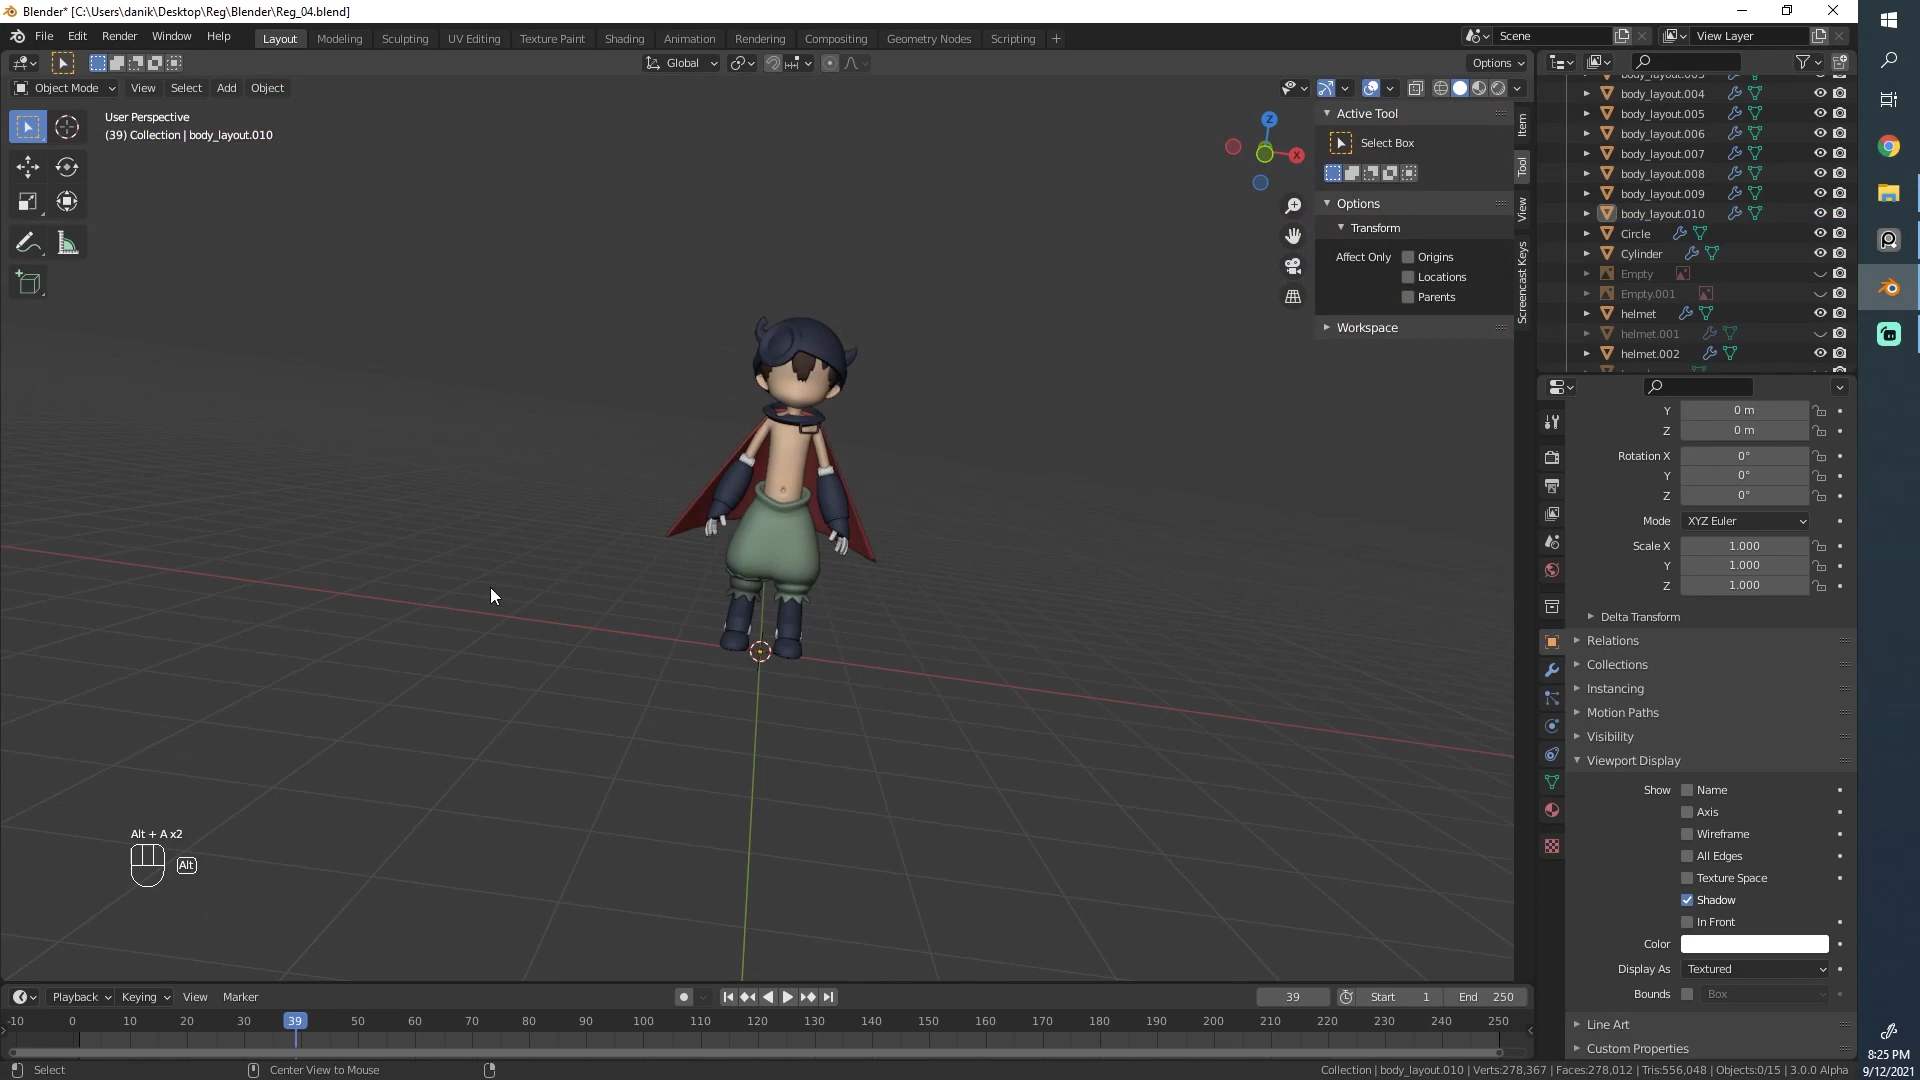 Blender* [C:\Users\danik\Desktop\Reg\Blender\Reg_04.blend]
File Edit Render Window Help Layout Modeling Sculpting UV Editing Texture Paint Shading Animation Rendering Compositing Geometry Nodes Scripting + Scene View Layer
Global Options
Object Mode View Select Add Object
User Perspective
(39) Collection | body_layout.010
Z
X
Active Tool
Select Box
Options
Transform
Affect Only Origins
Locations
Parents
Workspace
Item
Tool
View
Screencast Keys
body_layout.003
body_layout.004
body_layout.005
body_layout.006
body_layout.007
body_layout.008
body_layout.009
body_layout.010
Circle
Cylinder
Empty
Empty.001
helmet
helmet.001
helmet.002
Y 0 m
Z 0 m
Rotation X 0°
Y 0°
Z 0°
Mode XYZ Euler
Scale X 1.000
Y 1.000
Z 1.000
Delta Transform
Relations
Collections
Instancing
Motion Paths
Visibility
Viewport Display
Show Name
Axis
Wireframe
All Edges
Texture Space
Shadow
In Front
Color
Display As Textured
Bounds Box
Line Art
Custom Properties
Alt + A x2
Alt
Playback Keying View Marker 39 Start 1 End 250
-10 0 10 20 30 39 50 60 70 80 90 100 110 120 130 140 150 160 170 180 190 200 210 220 230 240 250
Select Center View to Mouse Collection | body_layout.010 | Verts:278,367 | Faces:278,012 | Tris:556,048 | Objects:0/15 | 3.0.0 Alpha
8:25 PM
9/12/2021